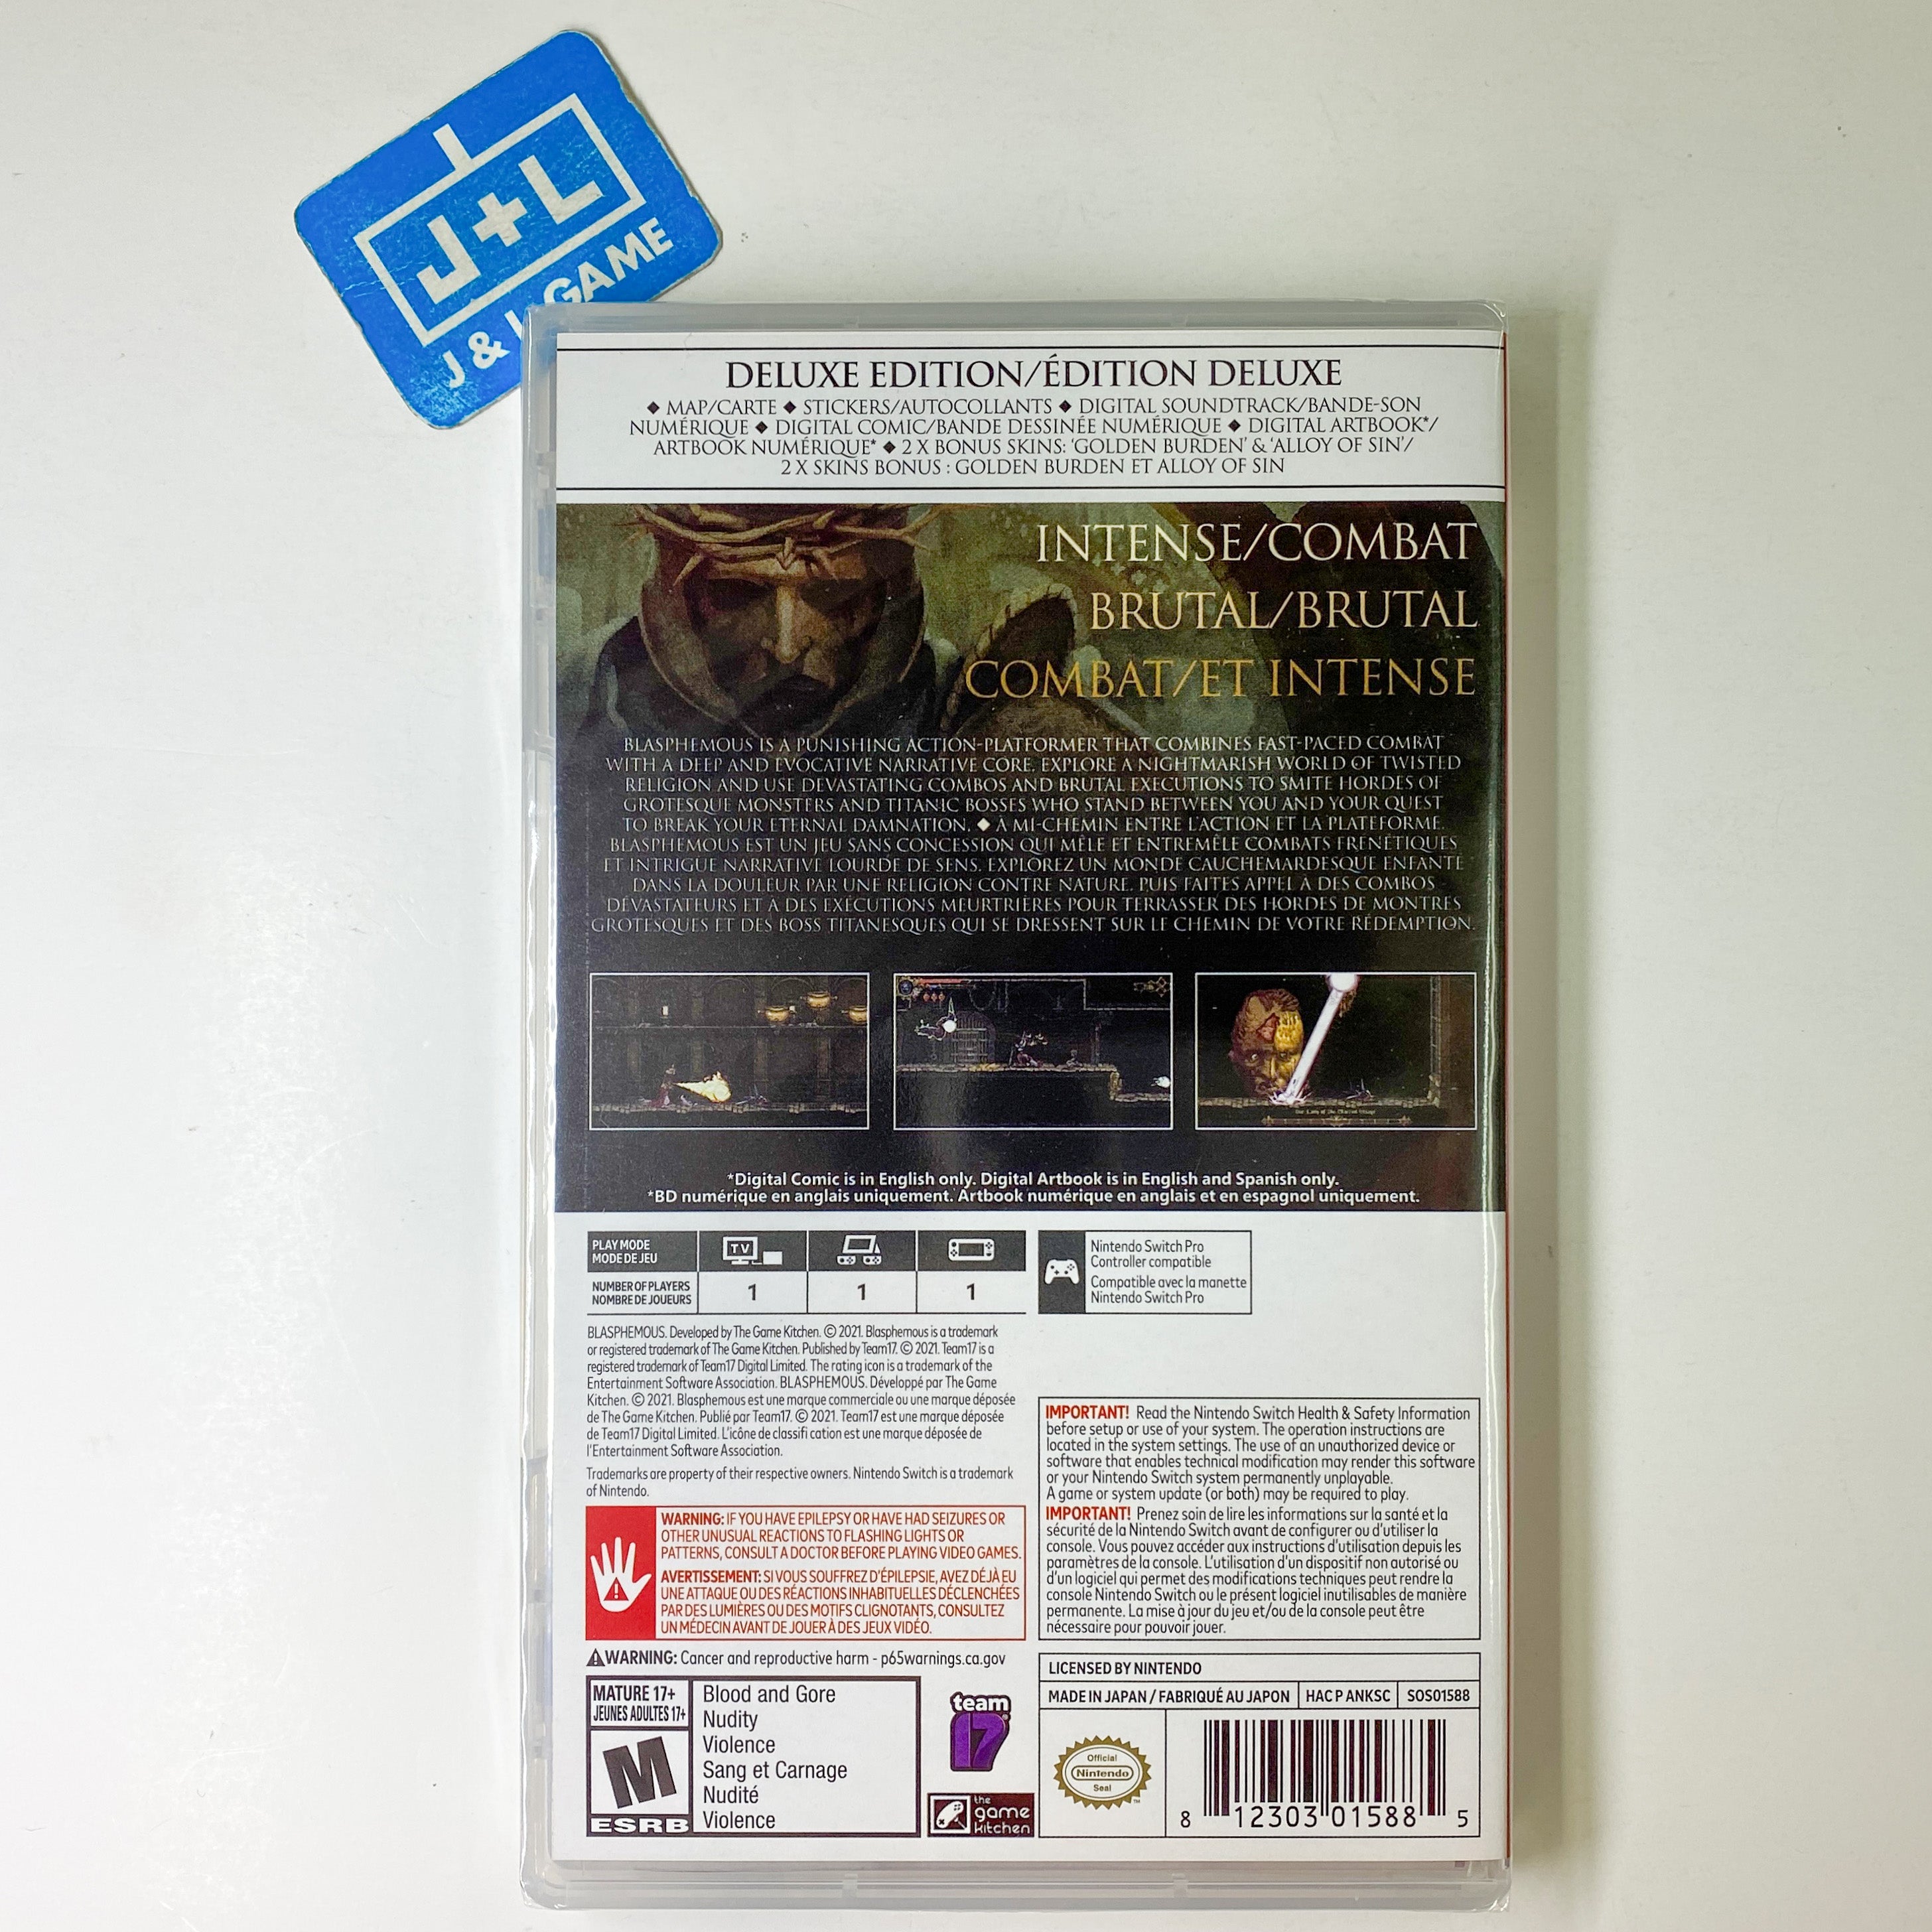 J+L
J & L GAME
DELUXE EDITION/ÉDITION DELUXE
◆ MAP/CARTE ◆ STICKERS/AUTOCOLLANTS ◆ DIGITAL SOUNDTRACK/BANDE-SON
NUMÉRIQUE ◆ DIGITAL COMIC/BANDE DESSINÉE NUMÉRIQUE ◆ DIGITAL ARTBOOK*/
ARTBOOK NUMÉRIQUE* ◆ 2 X BONUS SKINS: 'GOLDEN BURDEN' & 'ALLOY OF SIN'/
2 X SKINS BONUS : GOLDEN BURDEN ET ALLOY OF SIN
INTENSE/COMBAT
BRUTAL/BRUTAL
COMBAT/ET INTENSE
BLASPHEMOUS IS A PUNISHING ACTION-PLATFORMER THAT COMBINES FAST-PACED COMBAT
WITH A DEEP AND EVOCATIVE NARRATIVE CORE. EXPLORE A NIGHTMARISH WORLD OF TWISTED
RELIGION AND USE DEVASTATING COMBOS AND BRUTAL EXECUTIONS TO SMITE HORDES OF
GROTESQUE MONSTERS AND TITANIC BOSSES WHO STAND BETWEEN YOU AND YOUR QUEST
TO BREAK YOUR ETERNAL DAMNATION. ◆ À MI-CHEMIN ENTRE L'ACTION ET LA PLATEFORME,
BLASPHEMOUS EST UN JEU SANS CONCESSION QUI MÊLE ET ENTREMÊLE COMBATS FRÉNÉTIQUES
ET INTRIGUE NARRATIVE LOURDE DE SENS. EXPLOREZ UN MONDE CAUCHEMARDESQUE ENFANTÉ
DANS LA DOULEUR PAR UNE RELIGION CONTRE NATURE, PUIS FAITES APPEL À DES COMBOS
DÉVASTATEURS ET À DES EXÉCUTIONS MEURTRIÈRES POUR TERRASSER DES HORDES DE MONTRES
GROTESQUES ET DES BOSS TITANESQUES QUI SE DRESSENT SUR LE CHEMIN DE VOTRE RÉDEMPTION.
*Digital Comic is in English only. Digital Artbook is in English and Spanish only.
*BD numérique en anglais uniquement. Artbook numérique en anglais et en espagnol uniquement.
PLAY MODE
MODE DE JEU
TV
NUMBER OF PLAYERS
NOMBRE DE JOUEURS
1 1 1
Nintendo Switch Pro
Controller compatible
Compatible avec la manette
Nintendo Switch Pro
BLASPHEMOUS. Developed by The Game Kitchen. © 2021. Blasphemous is a trademark
or registered trademark of The Game Kitchen. Published by Team17. © 2021. Team17 is a
registered trademark of Team17 Digital Limited. The rating icon is a trademark of the
Entertainment Software Association. BLASPHEMOUS. Développé par The Game
Kitchen. © 2021. Blasphemous est une marque commerciale ou une marque déposée
de The Game Kitchen. Publié par Team17. © 2021. Team17 est une marque déposée
de Team17 Digital Limited. L'icône de classifi cation est une marque déposée de
l'Entertainment Software Association.
Trademarks are property of their respective owners. Nintendo Switch is a trademark
of Nintendo.
WARNING: IF YOU HAVE EPILEPSY OR HAVE HAD SEIZURES OR
OTHER UNUSUAL REACTIONS TO FLASHING LIGHTS OR
PATTERNS, CONSULT A DOCTOR BEFORE PLAYING VIDEO GAMES.
AVERTISSEMENT: SI VOUS SOUFFREZ D'ÉPILEPSIE, AVEZ DÉJÀ EU
UNE ATTAQUE OU DES RÉACTIONS INHABITUELLES DÉCLENCHÉES
PAR DES LUMIÈRES OU DES MOTIFS CLIGNOTANTS, CONSULTEZ
UN MÉDECIN AVANT DE JOUER À DES JEUX VIDÉO.
WARNING: Cancer and reproductive harm - p65warnings.ca.gov
MATURE 17+
JEUNES ADULTES 17+
M
ESRB
Blood and Gore
Nudity
Violence
Sang et Carnage
Nudité
Violence
team
17
the
game
kitchen
IMPORTANT! Read the Nintendo Switch Health & Safety Information
before setup or use of your system. The operation instructions are
located in the system settings. The use of an unauthorized device or
software that enables technical modification may render this software
or your Nintendo Switch system permanently unplayable.
A game or system update (or both) may be required to play.
IMPORTANT! Prenez soin de lire les informations sur la santé et la
sécurité de la Nintendo Switch avant de configurer ou d'utiliser la
console. Vous pouvez accéder aux instructions d'utilisation depuis les
paramètres de la console. L'utilisation d'un dispositif non autorisé ou
d'un logiciel qui permet des modifications techniques peut rendre la
console Nintendo Switch ou le présent logiciel inutilisables de manière
permanente. La mise à jour du jeu et/ou de la console peut être
nécessaire pour pouvoir jouer.
LICENSED BY NINTENDO
MADE IN JAPAN / FABRIQUÉ AU JAPON HAC P ANKSC SOS01588
Official
Nintendo
Seal
™
8 12303 01588 5